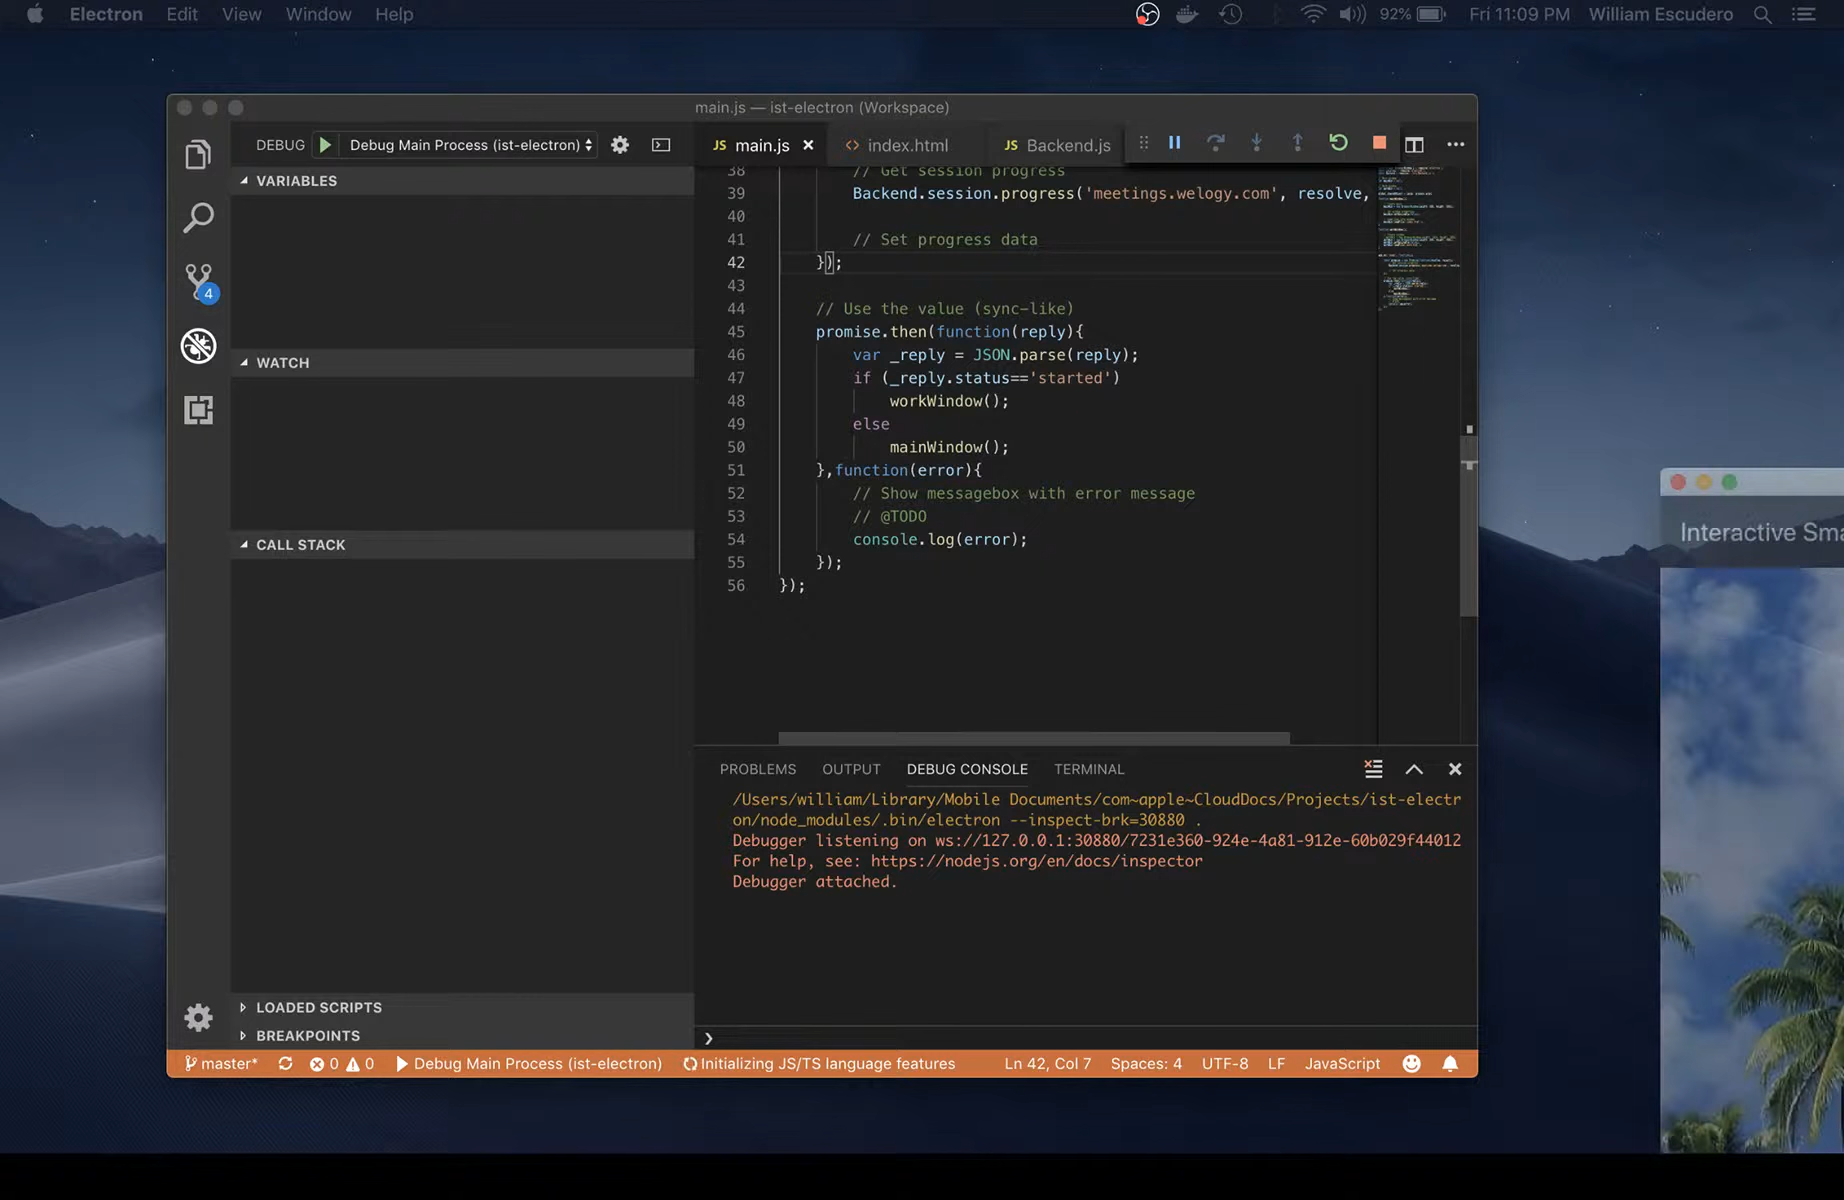 Electron Edit View Window Help
92% Fri 11:09 PM William Escudero
main.js — ist-electron (Workspace)
DEBUG Debug Main Process (ist-electron)
JS main.js
<> index.html
JS Backend.js
VARIABLES
WATCH
CALL STACK
LOADED SCRIPTS
BREAKPOINTS
4
38 // Get session progress
39 Backend.session.progress('meetings.welogy.com', resolve,
40
41 // Set progress data
42 });
43
44 // Use the value (sync-like)
45 promise.then(function(reply){
46 var _reply = JSON.parse(reply);
47 if (_reply.status=='started')
48 workWindow();
49 else
50 mainWindow();
51 },function(error){
52 // Show messagebox with error message
53 // @TODO
54 console.log(error);
55 });
56 });
PROBLEMS OUTPUT DEBUG CONSOLE TERMINAL
/Users/william/Library/Mobile Documents/com~apple~CloudDocs/Projects/ist-electr
on/node_modules/.bin/electron --inspect-brk=30880 .
Debugger listening on ws://127.0.0.1:30880/7231e360-924e-4a81-912e-60b029f44012
For help, see: https://nodejs.org/en/docs/inspector
Debugger attached.
master* 0 0 Debug Main Process (ist-electron) Initializing JS/TS language features Ln 42, Col 7 Spaces: 4 UTF-8 LF JavaScript
Interactive Sma